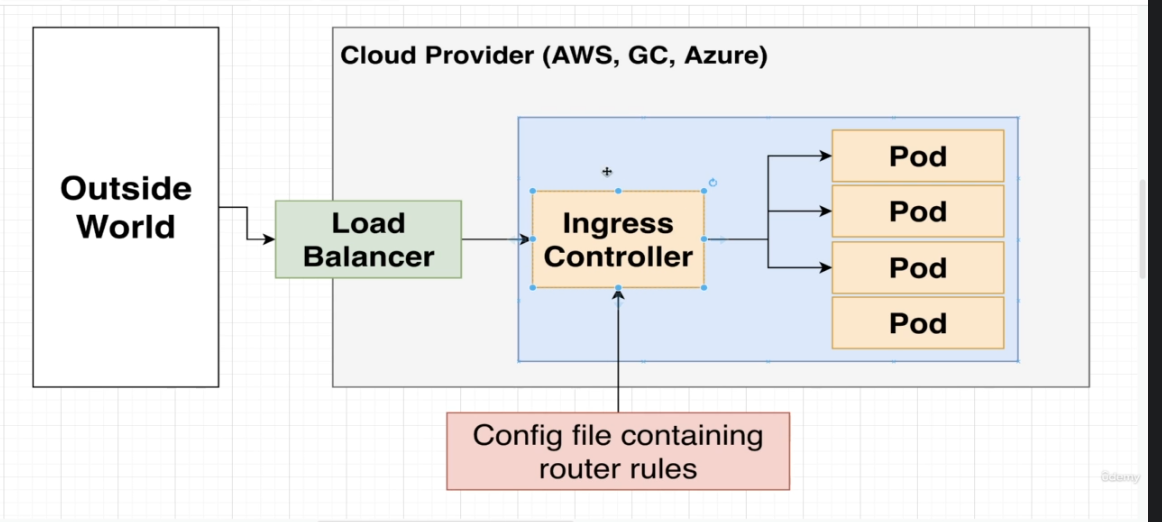 Cloud Provider (AWS, GC, Azure)
Outside
World
Load
Balancer
Ingress
Controller
Pod
Pod
Pod
Pod
Config file containing
router rules
ûdemy